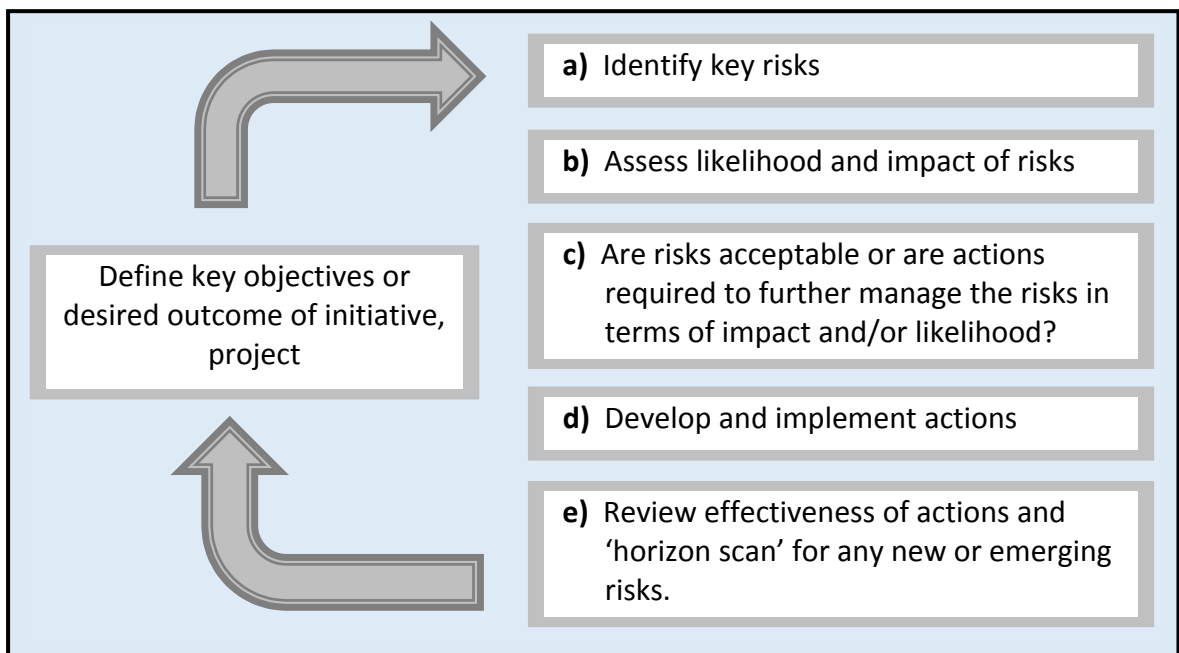 Define key objectives or
desired outcome of initiative,
project
a) Identify key risks
b) Assess likelihood and impact of risks
c) Are risks acceptable or are actions
required to further manage the risks in
terms of impact and/or likelihood?
d) Develop and implement actions
e) Review effectiveness of actions and
‘horizon scan’ for any new or emerging
risks.